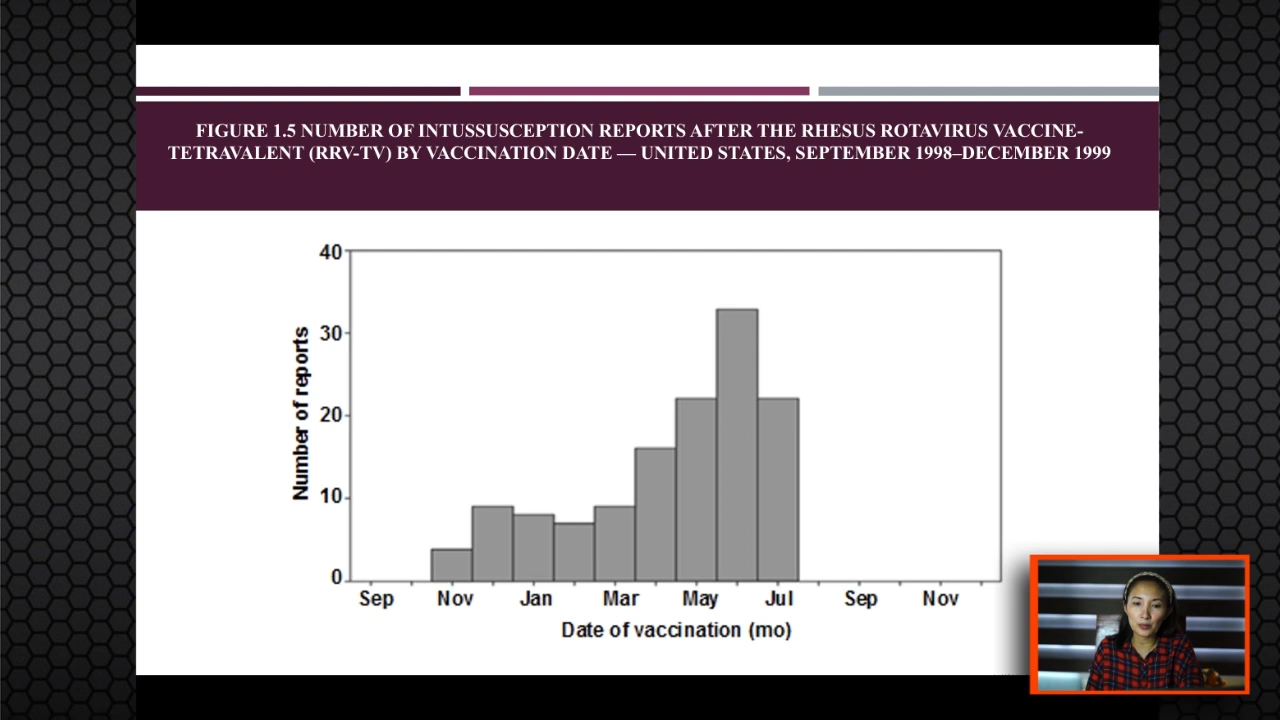 FIGURE 1.5 NUMBER OF INTUSSUSCEPTION REPORTS AFTER THE RHESUS ROTAVIRUS VACCINE-
TETRAVALENT (RRV-TV) BY VACCINATION DATE — UNITED STATES, SEPTEMBER 1998–DECEMBER 1999
Number of reports
40
30
20
10
0
Sep Nov Jan Mar May Jul Sep Nov
Date of vaccination (mo)